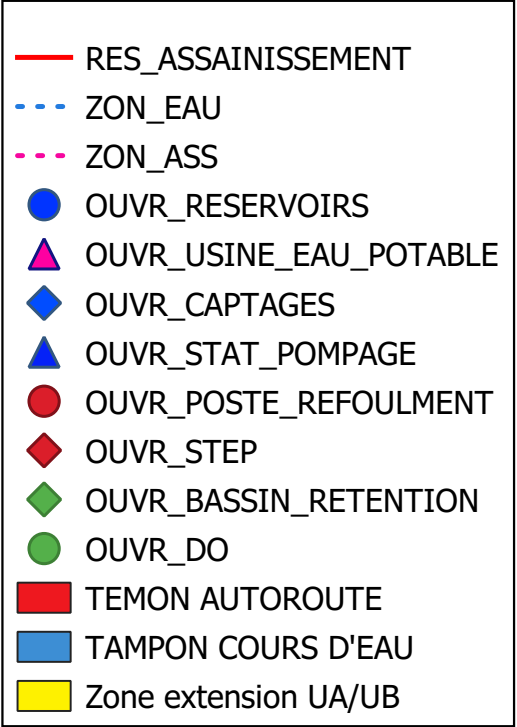 RES_ASSAINISSEMENT
ZON_EAU
ZON_ASS
OUVR_RESERVOIRS
OUVR_USINE_EAU_POTABLE
OUVR_CAPTAGES
OUVR_STAT_POMPAGE
OUVR_POSTE_REFOULMENT
OUVR_STEP
OUVR_BASSIN_RETENTION
OUVR_DO
TEMON AUTOROUTE
TAMPON COURS D'EAU
Zone extension UA/UB